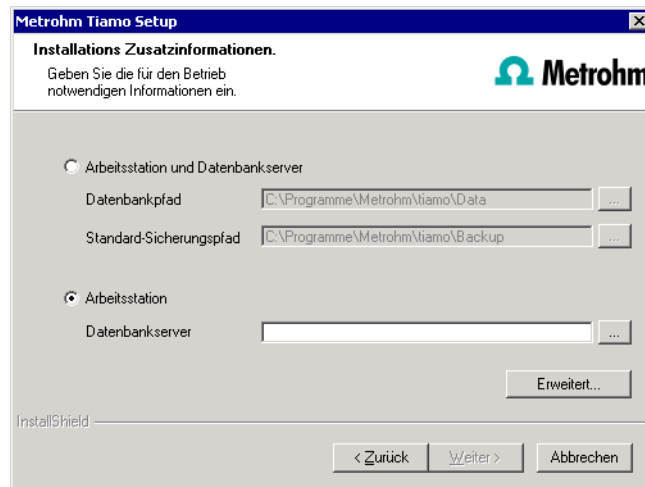 Metrohm Tiamo Setup
Installations Zusatzinformationen.
Geben Sie die für den Betrieb
notwendigen Informationen ein.
Metrohm
Arbeitsstation und Datenbankserver
Datenbankpfad
C:\Programme\Metrohm\tiamo\Data
...
Standard-Sicherungspfad
C:\Programme\Metrohm\tiamo\Backup
...
Arbeitsstation
Datenbankserver
...
Erweitert...
InstallShield
< Zurück
Weiter >
Abbrechen